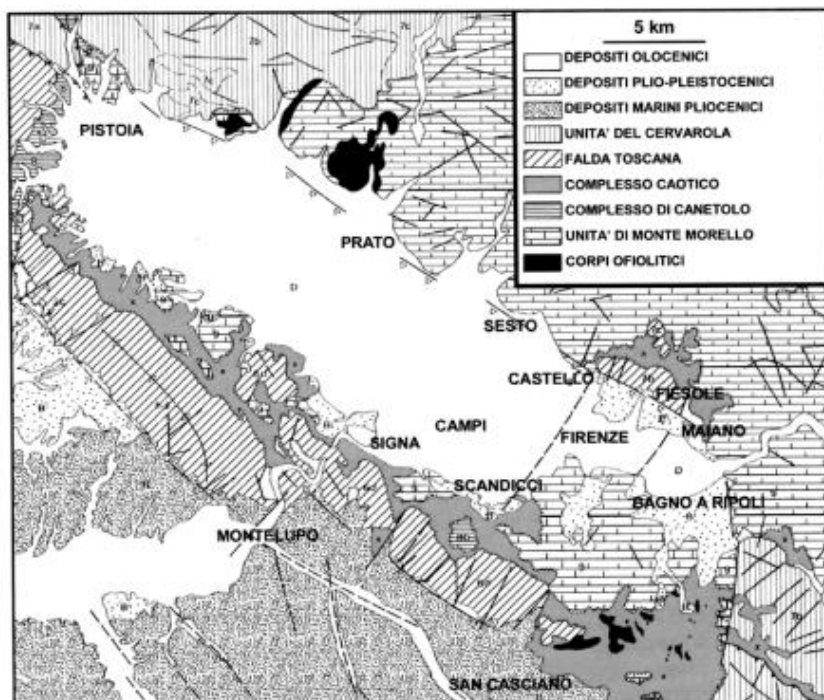 5 km
DEPOSITI OLOCENICI
DEPOSITI PLIO-PLEISTOCENICI
DEPOSITI MARINI PLIOCENICI
UNITA' DEL CERVAROLA
FALDA TOSCANA
COMPLESSO CAOTICO
COMPLESSO DI CANETOLO
UNITA' DI MONTE MORELLO
CORPI OFIOLITICI
PISTOIA
PRATO
D
SESTO
CASTELLO
FIESOLE
CAMPI
MAIANO
SIGNA
FIRENZE
D
SCANDICCI
BAGNO A RIPOLI
MONTELUPO
SAN CASCIANO